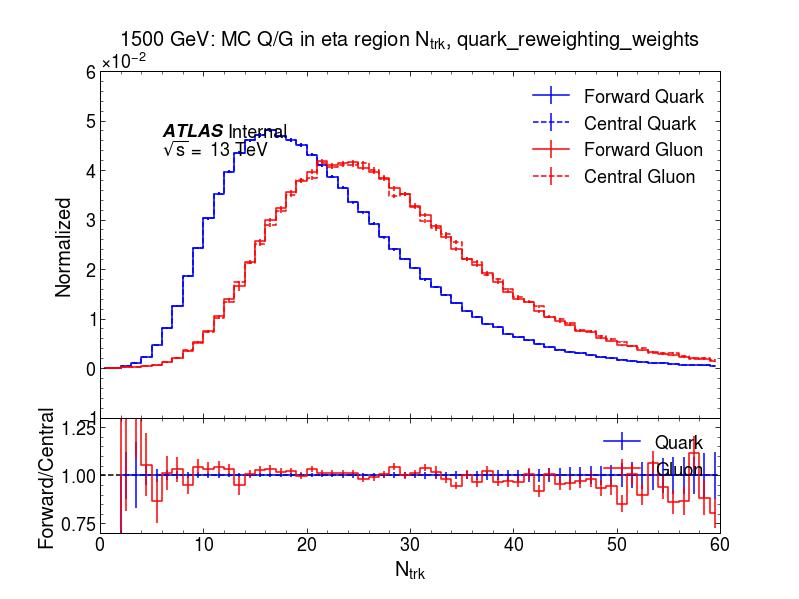 1500 GeV: MC Q/G in eta region N_trk, quark_reweighting_weights
×10⁻²
6
5
4
3
2
1
0
−1
Normalized
ATLAS Internal
√s = 13 TeV
Forward Quark
Central Quark
Forward Gluon
Central Gluon
1.25
1.00
0.75
Forward/Central
Quark
Gluon
0 10 20 30 40 50 60
N_trk